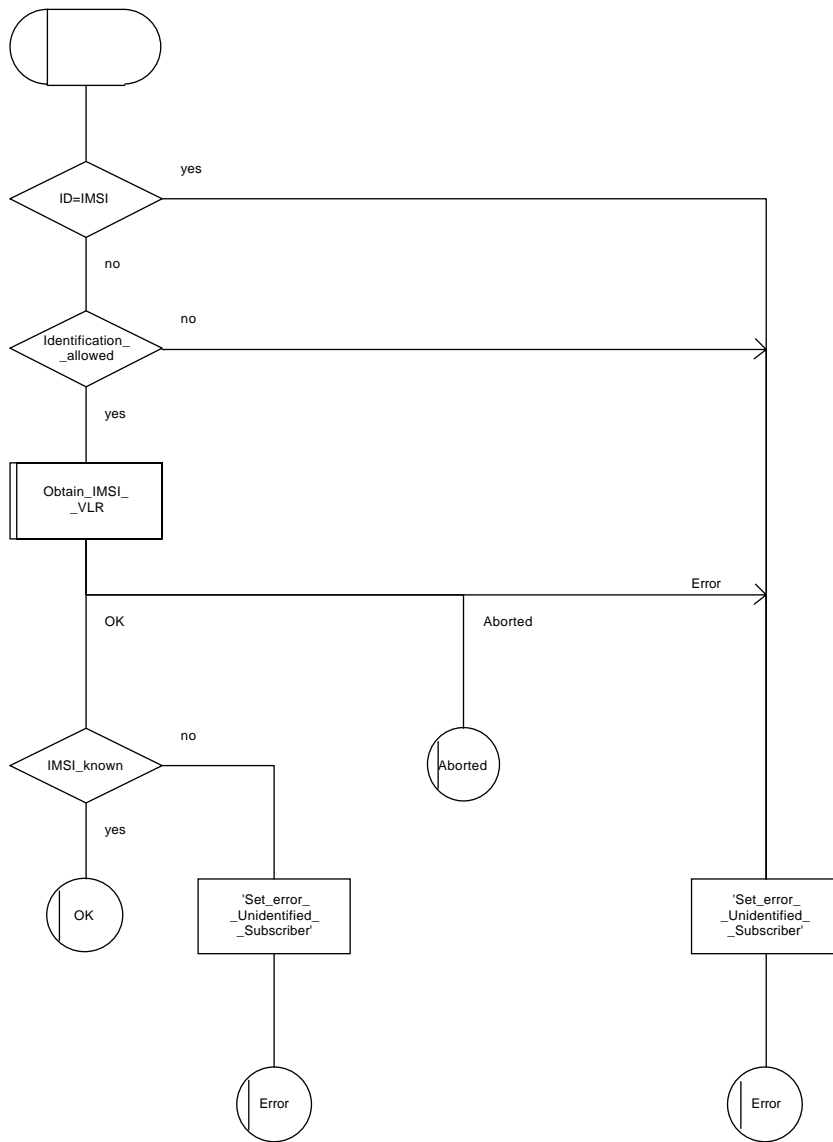 yes
ID=IMSI
no
no
Identification_
_allowed
yes
Obtain_IMSI_
_VLR
Error
OK
Aborted
no
IMSI_known
Aborted
yes
OK
'Set_error_
_Unidentified_
_Subscriber'
'Set_error_
_Unidentified_
_Subscriber'
Error
Error